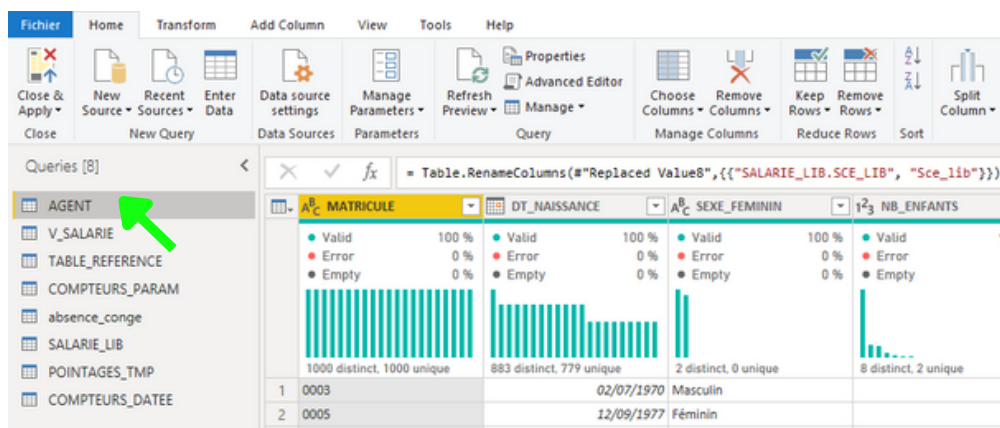 Fichier Home Transform Add Column View Tools Help
Close & Apply New Source Recent Sources Enter Data Data source settings Manage Parameters Refresh Preview Properties Advanced Editor Manage Choose Columns Remove Columns Keep Rows Remove Rows Split Column
Close New Query Data Sources Parameters Query Manage Columns Reduce Rows Sort
Queries [8]
fx = Table.RenameColumns(#"Replaced Value8",{{"SALARIE_LIB.SCE_LIB", "Sce_lib"}})
AGENT
V_SALARIE
TABLE_REFERENCE
COMPTEURS_PARAM
absence_conge
SALARIE_LIB
POINTAGES_TMP
COMPTEURS_DATEE
ABC MATRICULE DT_NAISSANCE ABC SEXE_FEMININ 123 NB_ENFANTS
Valid 100 % Valid 100 % Valid 100 % Valid
Error 0 % Error 0 % Error 0 % Error
Empty 0 % Empty 0 % Empty 0 % Empty
1000 distinct, 1000 unique 883 distinct, 779 unique 2 distinct, 0 unique 8 distinct, 2 unique
1 0003 02/07/1970 Masculin
2 0005 12/09/1977 Féminin